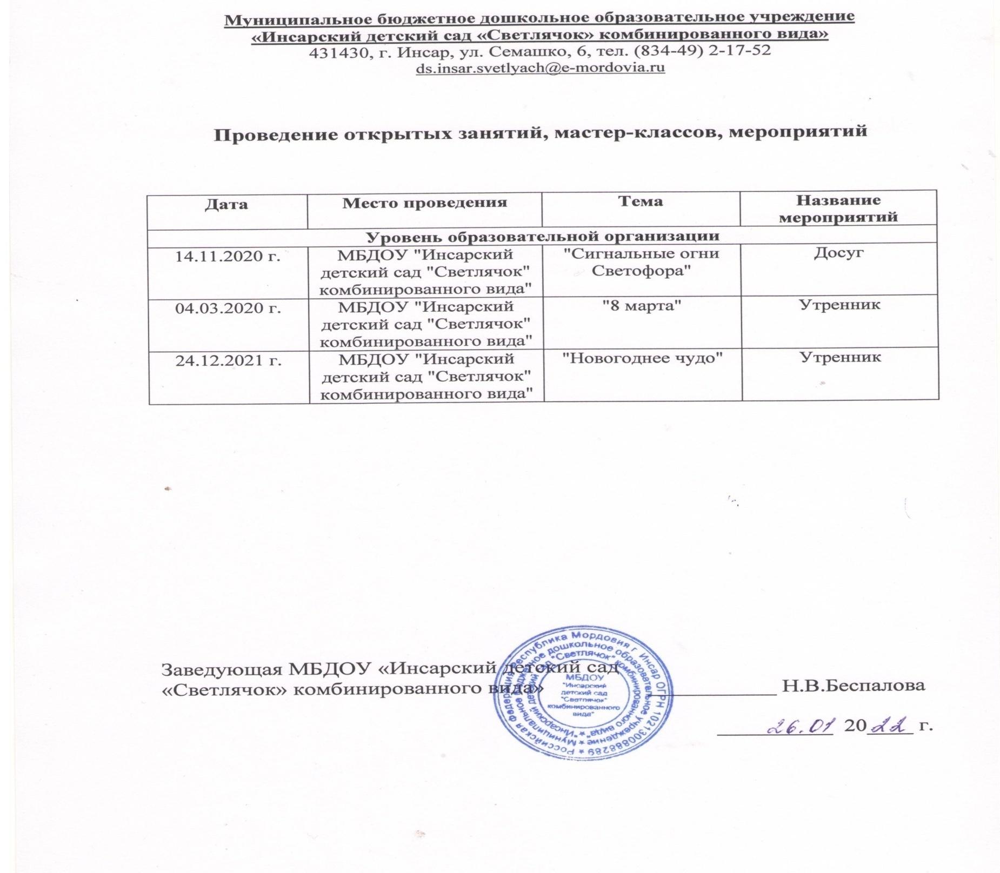 Муниципальное бюджетное дошкольное образовательное учреждение
«Инсарский детский сад «Светлячок» комбинированного вида»
431430, г. Инсар, ул. Семашко, 6, тел. (834-49) 2-17-52
ds.insar.svetlyach@e-mordovia.ru
Проведение открытых занятий, мастер-классов, мероприятий
Дата Место проведения Тема Название
мероприятий
Уровень образовательной организации
14.11.2020 г. МБДОУ "Инсарский "Сигнальные огни Досуг
детский сад "Светлячок" Светофора"
комбинированного вида"
04.03.2020 г. МБДОУ "Инсарский "8 марта" Утренник
детский сад "Светлячок"
комбинированного вида"
24.12.2021 г. МБДОУ "Инсарский "Новогоднее чудо" Утренник
детский сад "Светлячок"
комбинированного вида"
Заведующая МБДОУ «Инсарский детский сад
«Светлячок» комбинированного вида» Н.В.Беспалова
26.01 2022 г.
Российская Федерация Республика Мордовия г. Инсар ОГРН 1021300888289
Муниципальное бюджетное дошкольное образовательное учреждение
"Инсарский детский сад "Светлячок" комбинированного вида"
МБДОУ
"Инсарский
детский сад
"Светлячок"
комбинированного
вида"